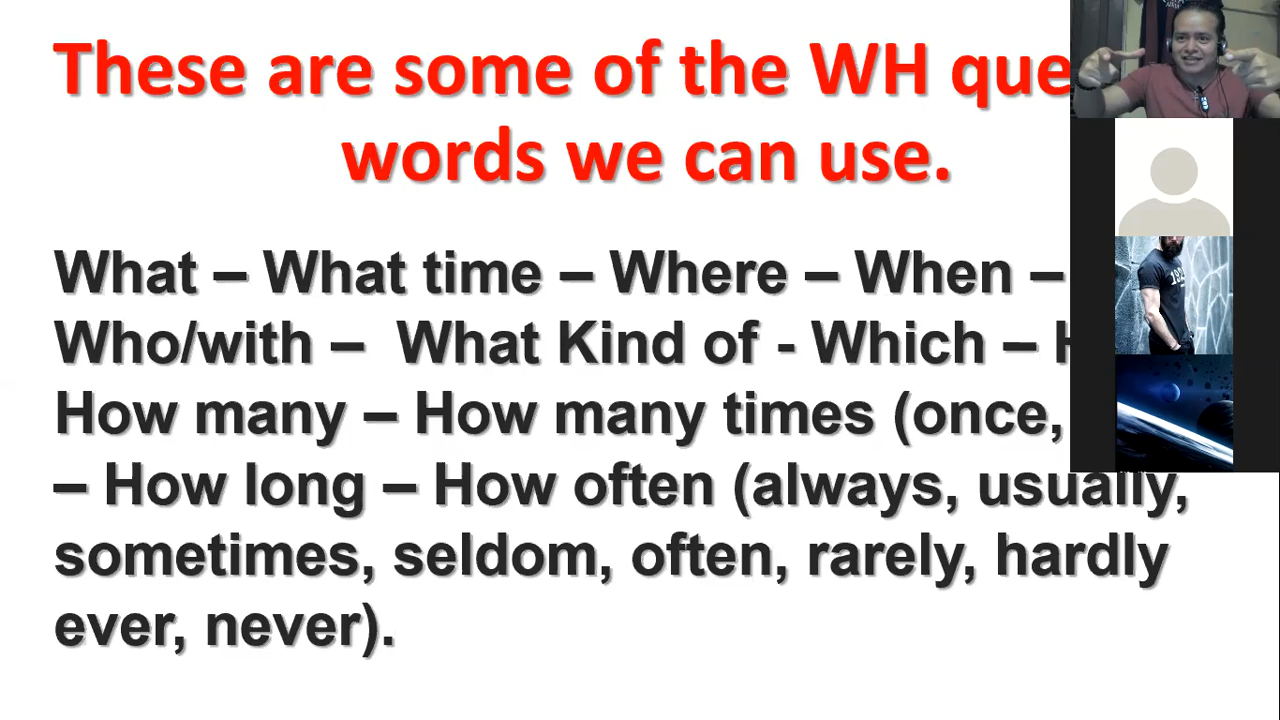 These are some of the WH
words we can use.
What – What time – Where – When –
Who/with – What Kind of - Which –
How many – How many times (once,
– How long – How often (always, usually,
sometimes, seldom, often, rarely, hardly
ever, never).